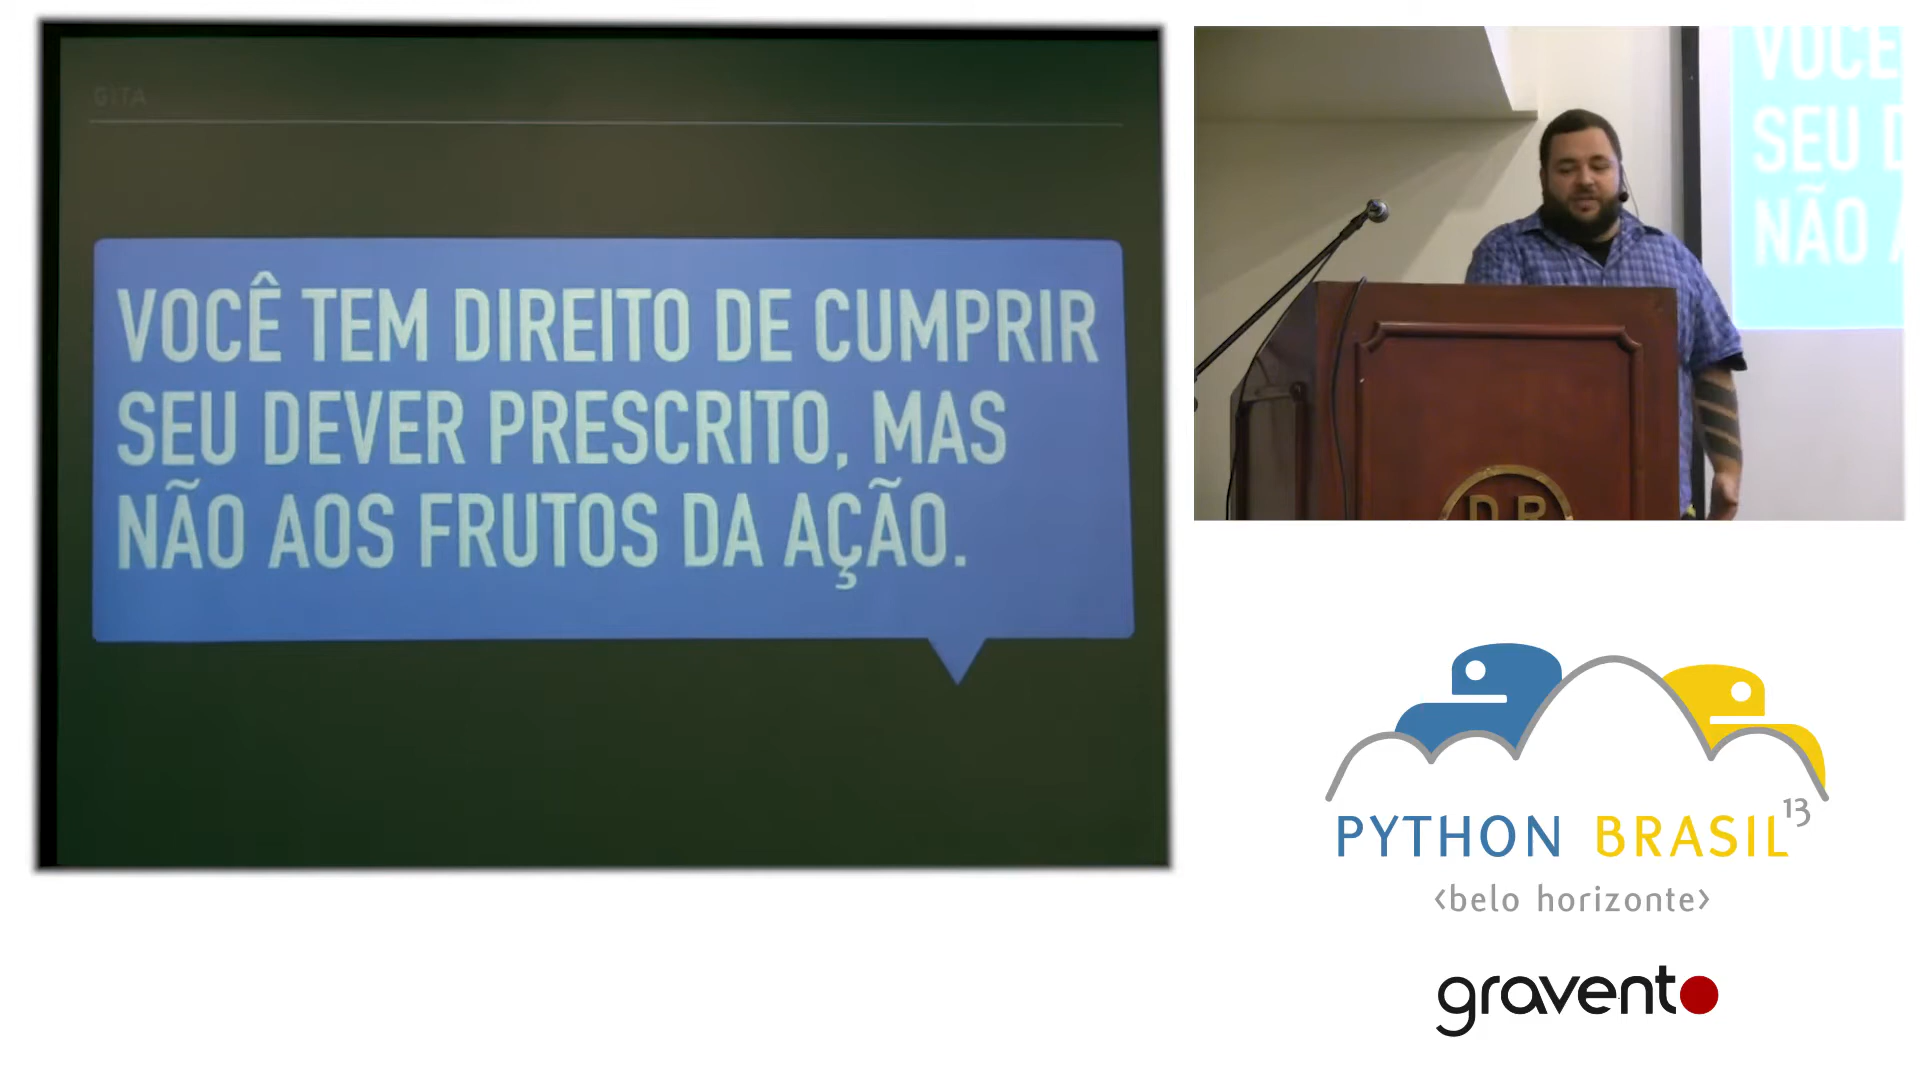 GITA
VOCÊ TEM DIREITO DE CUMPRIR
SEU DEVER PRESCRITO, MAS
NÃO AOS FRUTOS DA AÇÃO.
VOCÊ
SEU D
NÃO A
DR
PYTHON BRASIL 13
<belo horizonte>
gravento